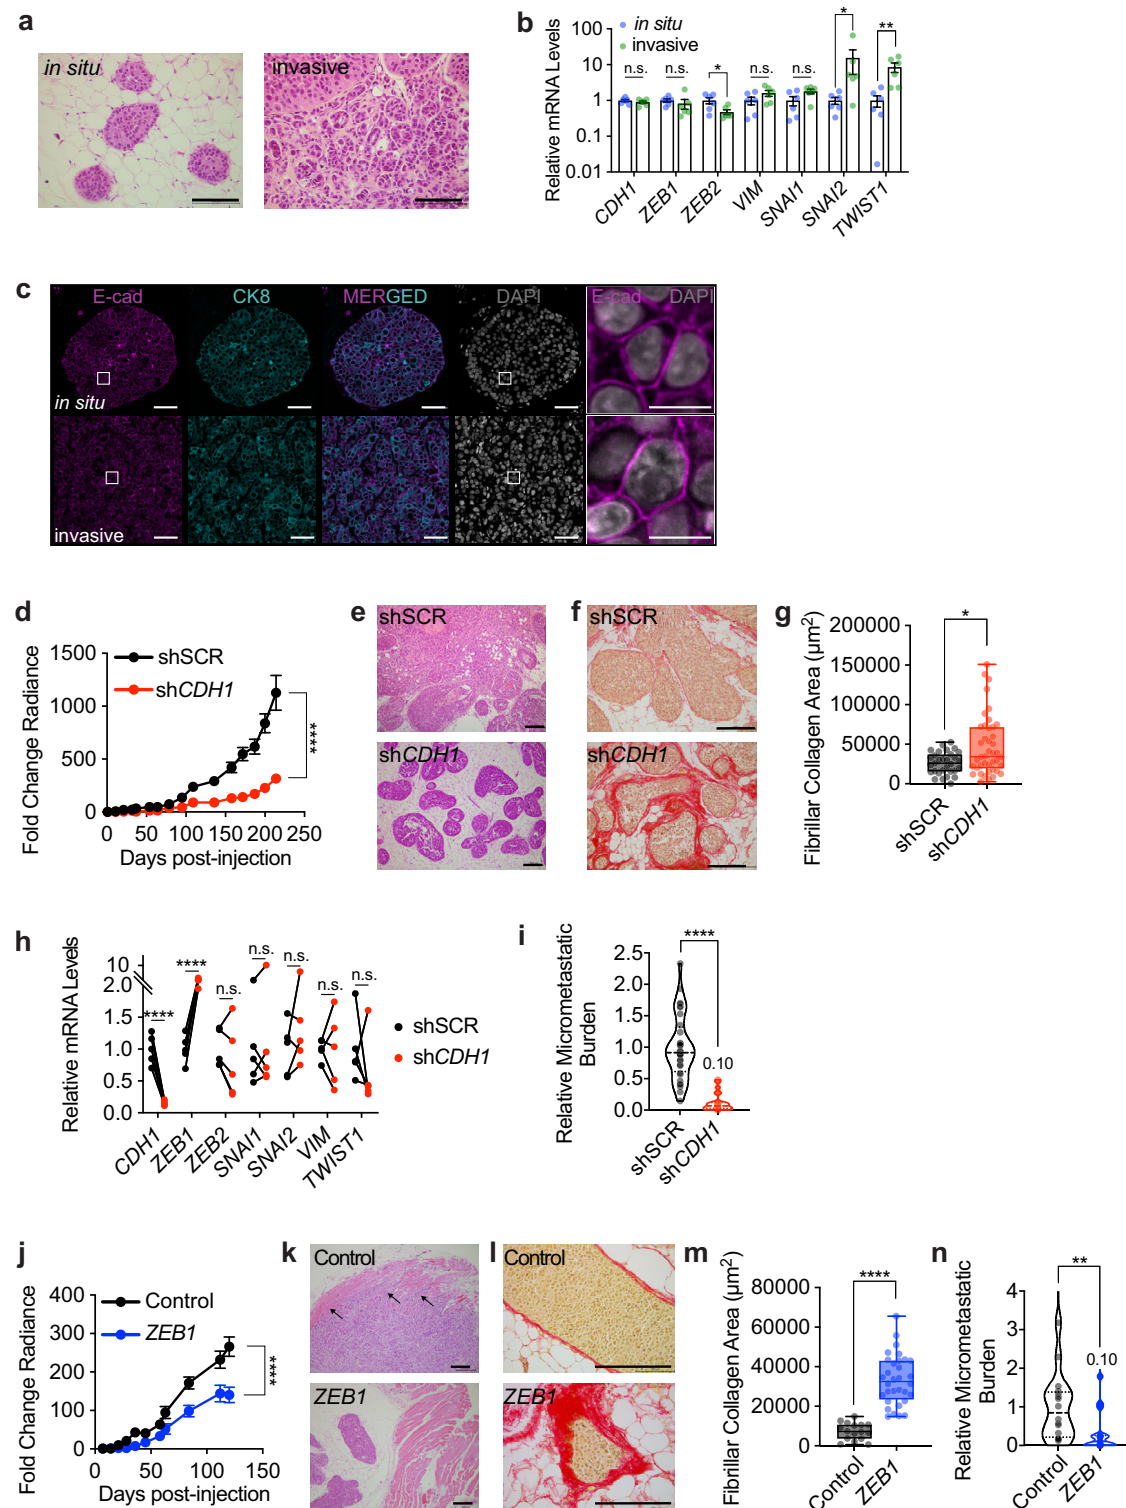 a
in situ
invasive
b
Relative mRNA Levels
100
10
1
0.1
0.01
in situ
invasive
n.s.
n.s.
*
n.s.
n.s.
*
**
CDH1
ZEB1
ZEB2
VIM
SNAI1
SNAI2
TWIST1
c
E-cad
CK8
MERGED
DAPI
E-cad DAPI
in situ
invasive
d
Fold Change Radiance
1500
1000
500
0
shSCR
shCDH1
****
0 50 100 150 200 250
Days post-injection
e
shSCR
shCDH1
f
shSCR
shCDH1
g
Fibrillar Collagen Area (µm²)
200000
150000
100000
50000
0
*
shSCR
shCDH1
h
Relative mRNA Levels
10
2.0
1.5
1.0
0.5
0.0
****
****
n.s.
n.s.
n.s.
n.s.
n.s.
shSCR
shCDH1
CDH1
ZEB1
ZEB2
SNAI1
SNAI2
VIM
TWIST1
i
Relative Micrometastatic
Burden
2.5
2.0
1.5
1.0
0.5
0.0
****
0.10
shSCR
shCDH1
j
Fold Change Radiance
400
300
200
100
0
Control
ZEB1
****
0 50 100 150
Days post-injection
k
Control
ZEB1
l
Control
ZEB1
m
Fibrillar Collagen Area (µm²)
80000
60000
40000
20000
0
****
Control
ZEB1
n
Relative Micrometastatic
Burden
4
3
2
1
0
**
0.10
Control
ZEB1